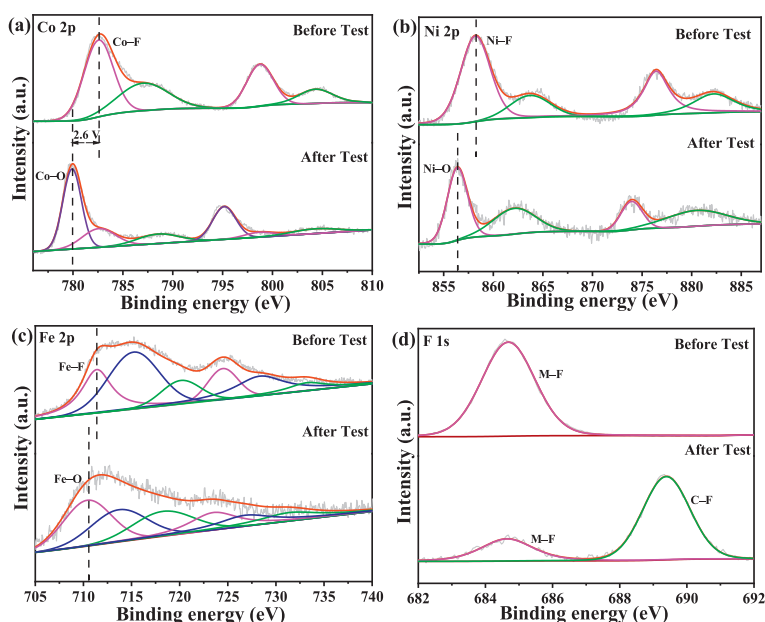 (a) Co 2p
Co–F
Before Test
2.6 V
After Test
Co–O
Intensity (a.u.)
780 785 790 795 800 805 810
Binding energy (eV)
(b) Ni 2p
Ni–F
Before Test
After Test
Ni–O
Intensity (a.u.)
855 860 865 870 875 880 885
Binding energy (eV)
(c) Fe 2p
Before Test
Fe–F
After Test
Fe–O
Intensity (a.u.)
705 710 715 720 725 730 735 740
Binding energy (eV)
(d) F 1s
Before Test
M–F
After Test
C–F
M–F
Intensity (a.u.)
682 684 686 688 690 692
Binding energy (eV)